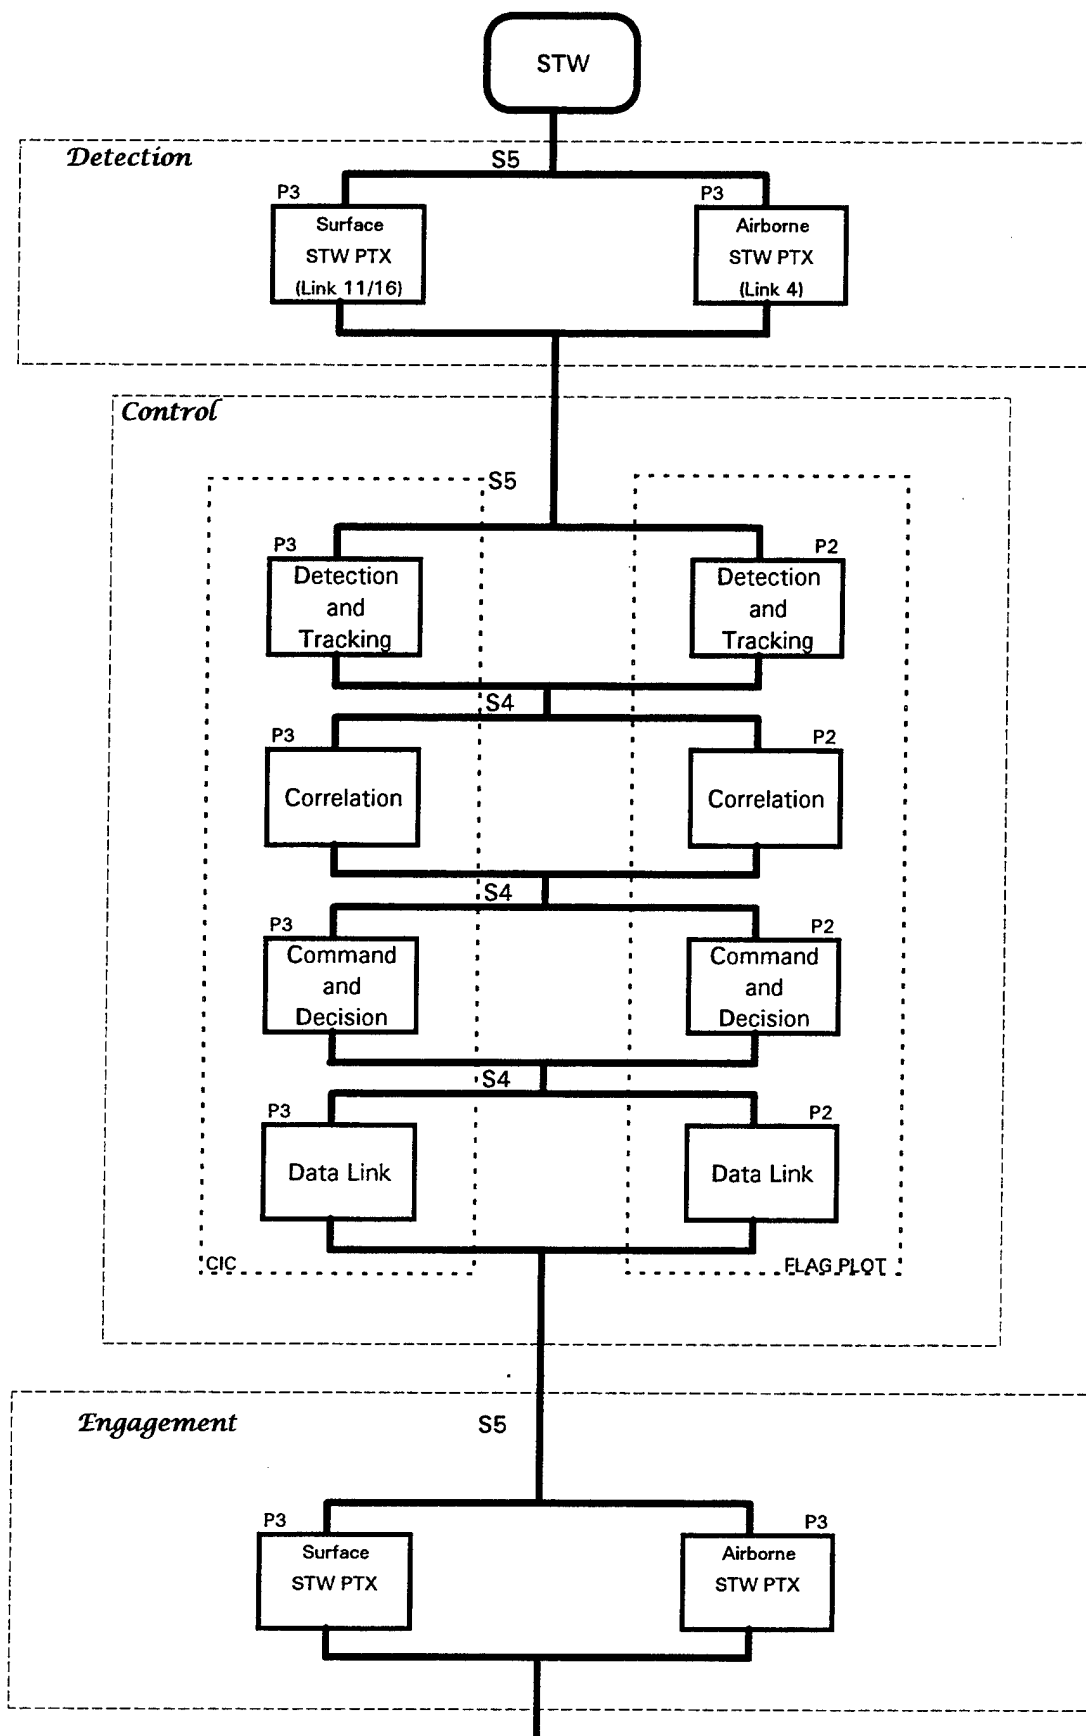 STW
Detection
S5
P3
P3
Surface
STW PTX
(Link 11/16)
Airborne
STW PTX
(Link 4)
Control
S5
P3
P2
Detection
and
Tracking
Detection
and
Tracking
S4
P3
P2
Correlation
Correlation
S4
P3
P2
Command
and
Decision
Command
and
Decision
S4
P3
P2
Data Link
Data Link
CIC
FLAG PLOT
Engagement
S5
P3
P3
Surface
STW PTX
Airborne
STW PTX